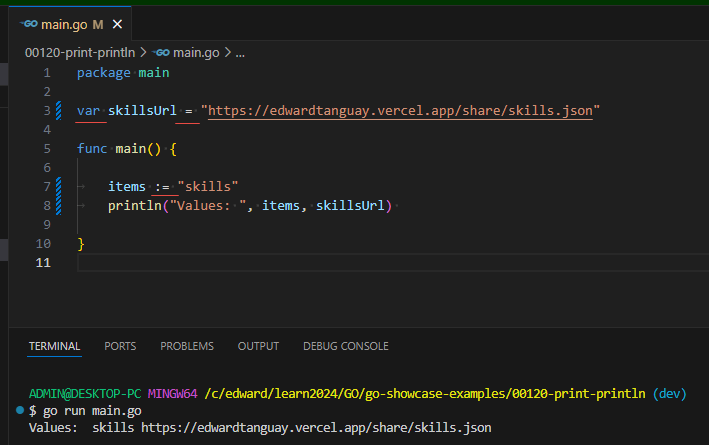 GO main.go M ×
00120-print-println > GO main.go > ...
1 package main
2
3 var skillsUrl = "https://edwardtanguay.vercel.app/share/skills.json"
4
5 func main() {
6
7 items := "skills"
8 println("Values: ", items, skillsUrl)
9
10 }
11
TERMINAL PORTS PROBLEMS OUTPUT DEBUG CONSOLE
ADMIN@DESKTOP-PC MINGW64 /c/edward/learn2024/GO/go-showcase-examples/00120-print-println (dev)
$ go run main.go
Values:  skills https://edwardtanguay.vercel.app/share/skills.json